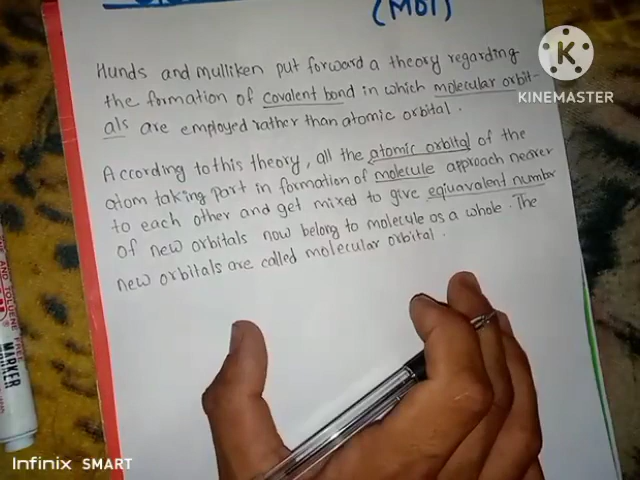 (MOT)
Hunds and mulliken put forward a theory regarding
the formation of covalent bond in which molecular orbit-
als are employed rather than atomic orbital.
According to this theory, all the atomic orbital of the
atom taking part in formation of molecule approach nearer
to each other and get mixed to give equavalent number
of new orbitals now belong to molecule as a whole. The
new orbitals are called molecular orbital.
KINEMASTER
MARKER
Infinix SMART